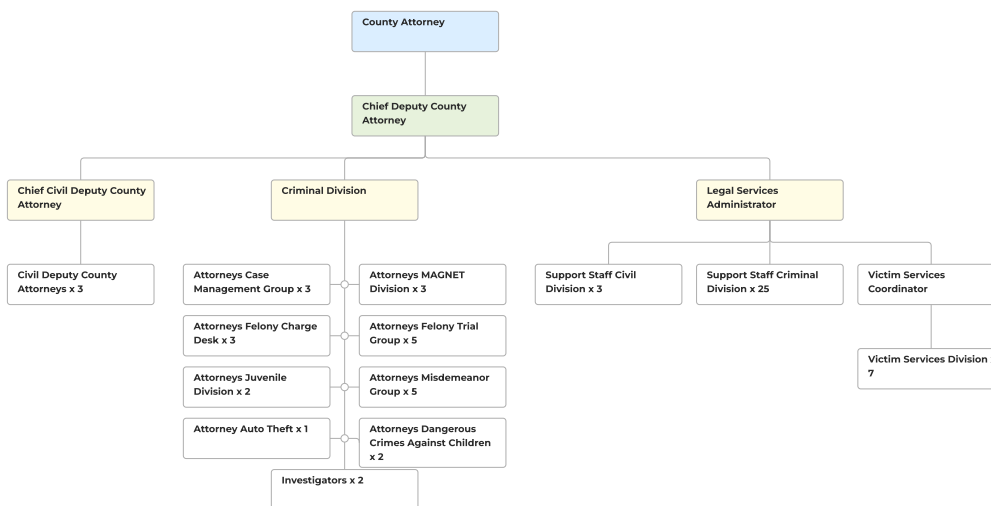 County Attorney
Chief Deputy County
Attorney
Chief Civil Deputy County
Attorney
Criminal Division
Legal Services
Administrator
Civil Deputy County
Attorneys x 3
Attorneys Case
Management Group x 3
Attorneys MAGNET
Division x 3
Support Staff Civil
Division x 3
Support Staff Criminal
Division x 25
Victim Services
Coordinator
Attorneys Felony Charge
Desk x 3
Attorneys Felony Trial
Group x 5
Victim Services Division
7
Attorneys Juvenile
Division x 2
Attorneys Misdemeanor
Group x 5
Attorney Auto Theft x 1
Attorneys Dangerous
Crimes Against Children
x 2
Investigators x 2